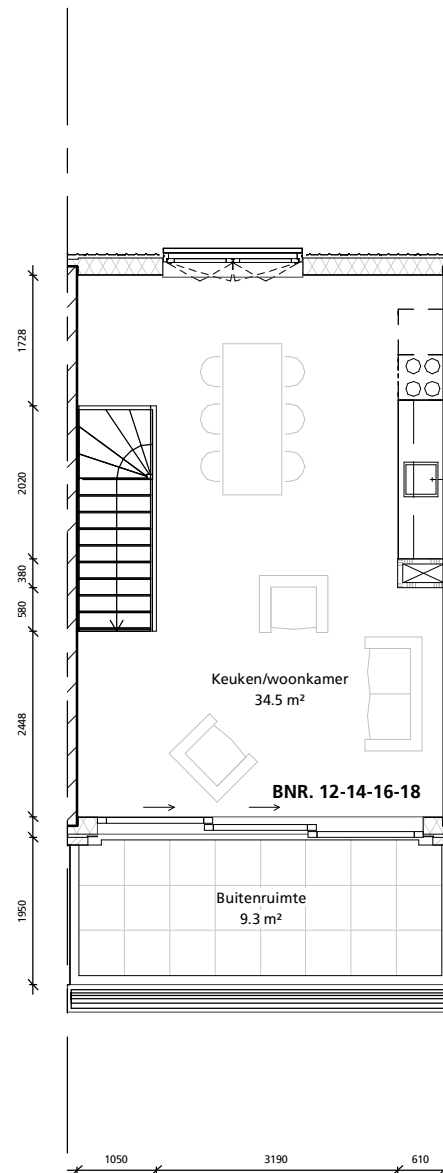 1728
2020
380
580
Keuken/woonkamer
34.5 m²
2448
BNR. 12-14-16-18
Buitenruimte
9.3 m²
1950
1050
3190
610